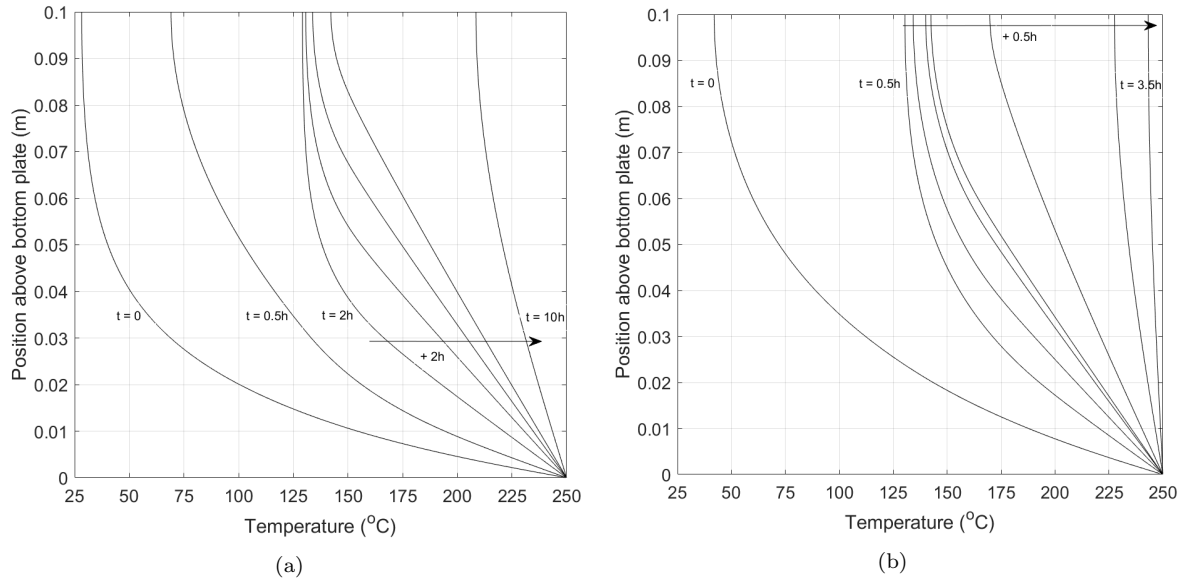 Position above bottom plate (m)
0.1
0.09
0.08
0.07
0.06
0.05
0.04
0.03
0.02
0.01
0
t = 0
t = 0.5h
t = 2h
t = 10h
+ 2h
25 50 75 100 125 150 175 200 225 250
Temperature (°C)
(a)
Position above bottom plate (m)
0.1
0.09
0.08
0.07
0.06
0.05
0.04
0.03
0.02
0.01
0
+ 0.5h
t = 0
t = 0.5h
t = 3.5h
25 50 75 100 125 150 175 200 225 250
Temperature (°C)
(b)